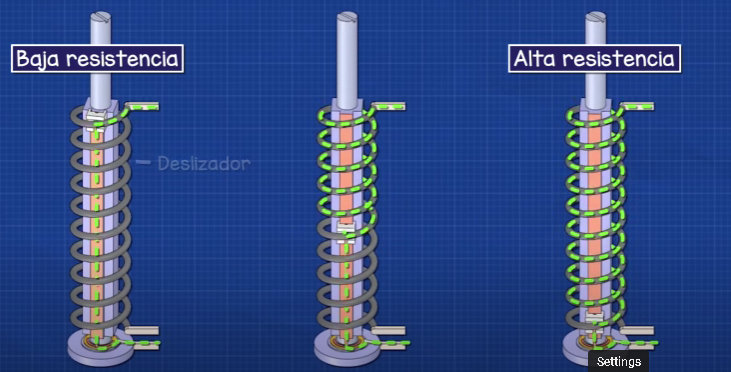 Baja resistencia
Alta resistencia
Deslizador
Settings